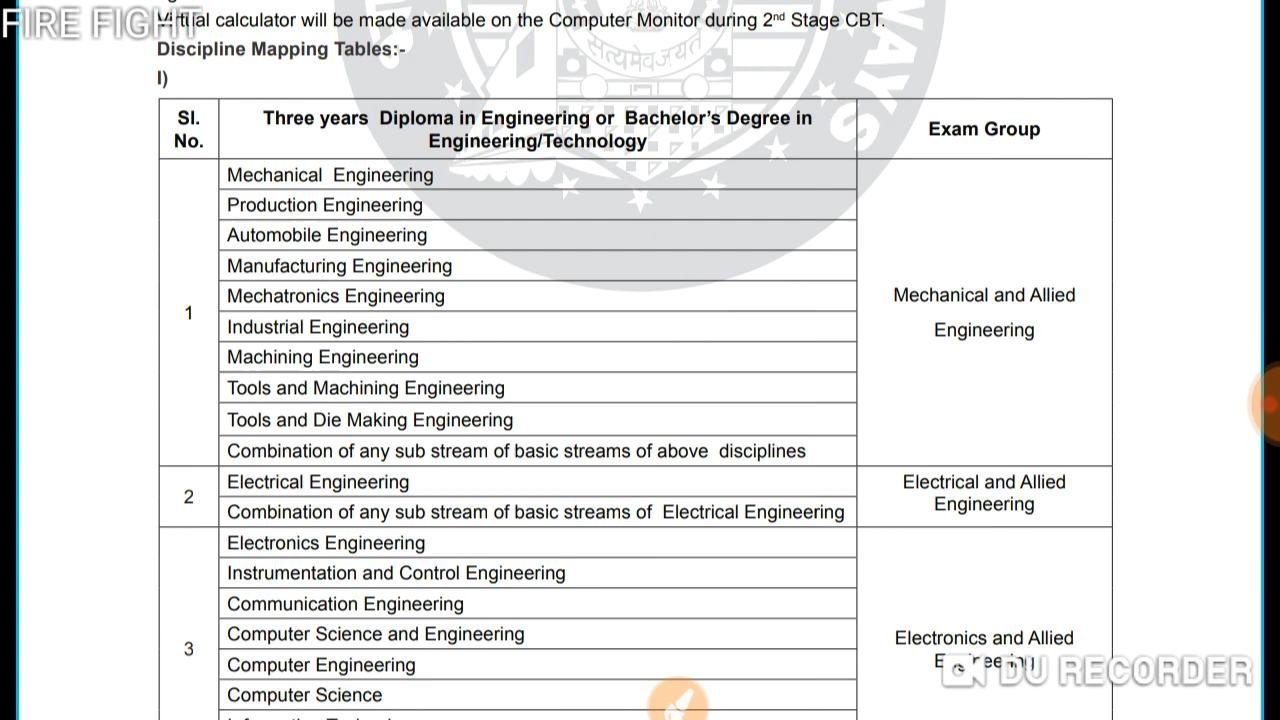 FIRE FIGHT
Virtual calculator will be made available on the Computer Monitor during 2nd Stage CBT.
Discipline Mapping Tables:-
I)
सत्यमेव जयते
WAYS
Sl. No.
Three years Diploma in Engineering or Bachelor's Degree in Engineering/Technology
Exam Group
1
Mechanical Engineering
Production Engineering
Automobile Engineering
Manufacturing Engineering
Mechatronics Engineering
Industrial Engineering
Machining Engineering
Tools and Machining Engineering
Tools and Die Making Engineering
Combination of any sub stream of basic streams of above disciplines
Mechanical and Allied
Engineering
2
Electrical Engineering
Combination of any sub stream of basic streams of Electrical Engineering
Electrical and Allied
Engineering
3
Electronics Engineering
Instrumentation and Control Engineering
Communication Engineering
Computer Science and Engineering
Computer Engineering
Computer Science
Electronics and Allied
Engineering
DU RECORDER